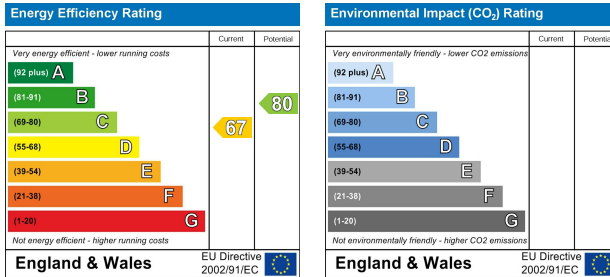 Energy Efficiency Rating
Current Potential
Very energy efficient - lower running costs
(92 plus) A
(81-91) B
(69-80) C
(55-68) D
(39-54) E
(21-38) F
(1-20) G
67
80
Not energy efficient - higher running costs
England & Wales
EU Directive
2002/91/EC
Environmental Impact (CO₂) Rating
Current Potential
Very environmentally friendly - lower CO2 emissions
(92 plus) A
(81-91) B
(69-80) C
(55-68) D
(39-54) E
(21-38) F
(1-20) G
Not environmentally friendly - higher CO2 emissions
England & Wales
EU Directive
2002/91/EC